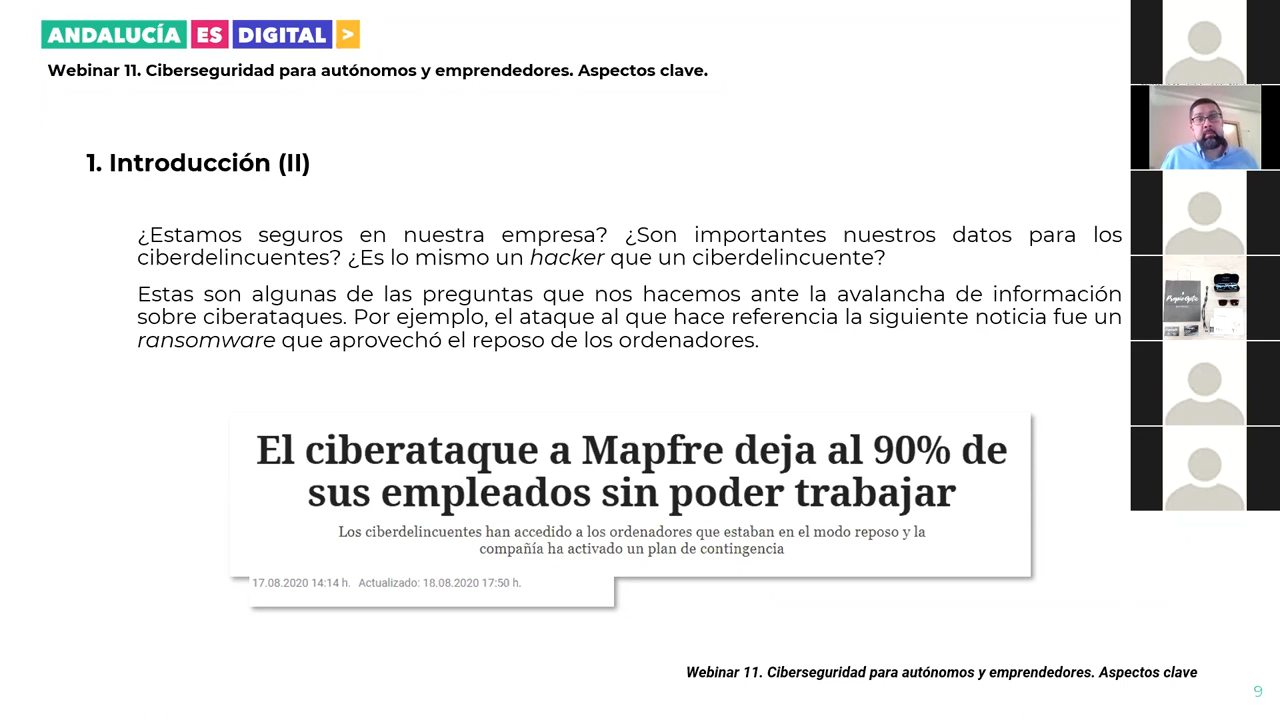 ANDALUCÍA ES DIGITAL >
Webinar 11. Ciberseguridad para autónomos y emprendedores. Aspectos clave.
1. Introducción (II)
¿Estamos seguros en nuestra empresa? ¿Son importantes nuestros datos para los
ciberdelincuentes? ¿Es lo mismo un hacker que un ciberdelincuente?
Estas son algunas de las preguntas que nos hacemos ante la avalancha de información
sobre ciberataques. Por ejemplo, el ataque al que hace referencia la siguiente noticia fue un
ransomware que aprovechó el reposo de los ordenadores.
El ciberataque a Mapfre deja al 90% de
sus empleados sin poder trabajar
Los ciberdelincuentes han accedido a los ordenadores que estaban en el modo reposo y la
compañía ha activado un plan de contingencia
17.08.2020 14:14 h. Actualizado: 18.08.2020 17:50 h.
Webinar 11. Ciberseguridad para autónomos y emprendedores. Aspectos clave
9